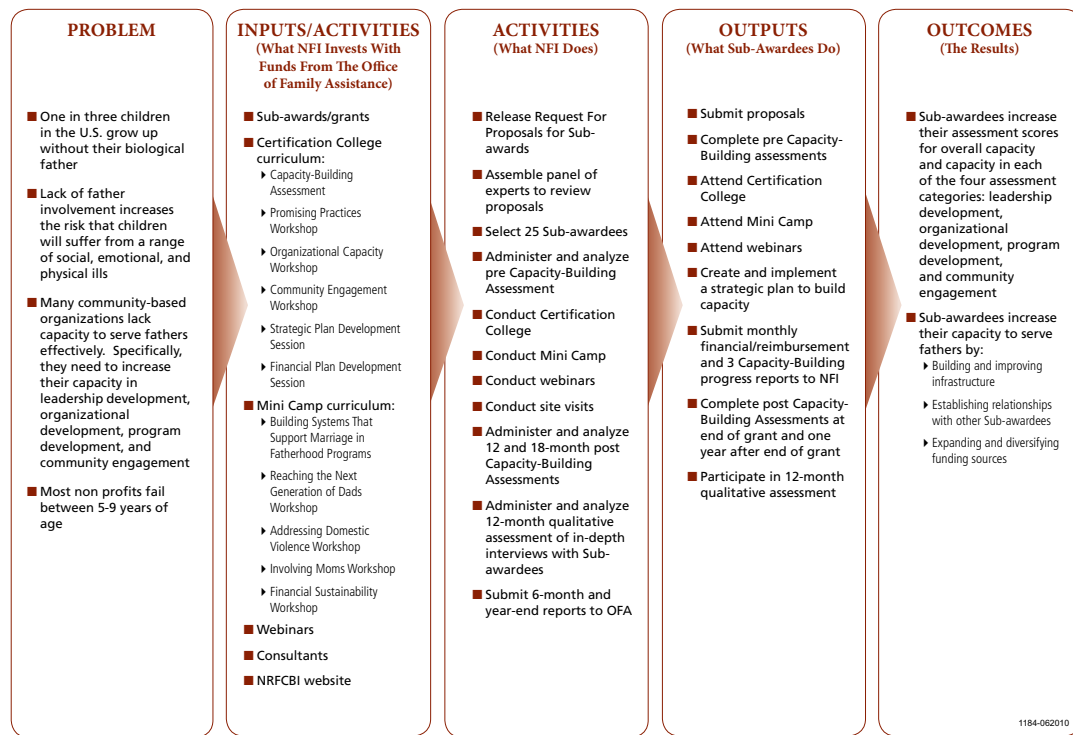 PROBLEM
■ One in three children
in the U.S. grow up
without their biological
father
■ Lack of father
involvement increases
the risk that children
will suffer from a range
of social, emotional, and
physical ills
■ Many community-based
organizations lack
capacity to serve fathers
effectively.  Specifically,
they need to increase
their capacity in
leadership development,
organizational
development, program
development, and
community engagement
■ Most non profits fail
between 5-9 years of
age
INPUTS/ACTIVITIES
(What NFI Invests With
Funds From The Office
of Family Assistance)
■ Sub-awards/grants
■ Certification College
curriculum:
▸ Capacity-Building
Assessment
▸ Promising Practices
Workshop
▸ Organizational Capacity
Workshop
▸ Community Engagement
Workshop
▸ Strategic Plan Development
Session
▸ Financial Plan Development
Session
■ Mini Camp curriculum:
▸ Building Systems That
Support Marriage in
Fatherhood Programs
▸ Reaching the Next
Generation of Dads
Workshop
▸ Addressing Domestic
Violence Workshop
▸ Involving Moms Workshop
▸ Financial Sustainability
Workshop
■ Webinars
■ Consultants
■ NRFCBI website
ACTIVITIES
(What NFI Does)
■ Release Request For
Proposals for Sub-
awards
■ Assemble panel of
experts to review
proposals
■ Select 25 Sub-awardees
■ Administer and analyze
pre Capacity-Building
Assessment
■ Conduct Certification
College
■ Conduct Mini Camp
■ Conduct webinars
■ Conduct site visits
■ Administer and analyze
12 and 18-month post
Capacity-Building
Assessments
■ Administer and analyze
12-month qualitative
assessment of in-depth
interviews with Sub-
awardees
■ Submit 6-month and
year-end reports to OFA
OUTPUTS
(What Sub-Awardees Do)
■ Submit proposals
■ Complete pre Capacity-
Building assessments
■ Attend Certification
College
■ Attend Mini Camp
■ Attend webinars
■ Create and implement
a strategic plan to build
capacity
■ Submit monthly
financial/reimbursement
and 3 Capacity-Building
progress reports to NFI
■ Complete post Capacity-
Building Assessments at
end of grant and one
year after end of grant
■ Participate in 12-month
qualitative assessment
OUTCOMES
(The Results)
■ Sub-awardees increase
their assessment scores
for overall capacity
and capacity in each
of the four assessment
categories: leadership
development,
organizational
development, program
development,
and community
engagement
■ Sub-awardees increase
their capacity to serve
fathers by:
▸ Building and improving
infrastructure
▸ Establishing relationships
with other Sub-awardees
▸ Expanding and diversifying
funding sources
1184-062010